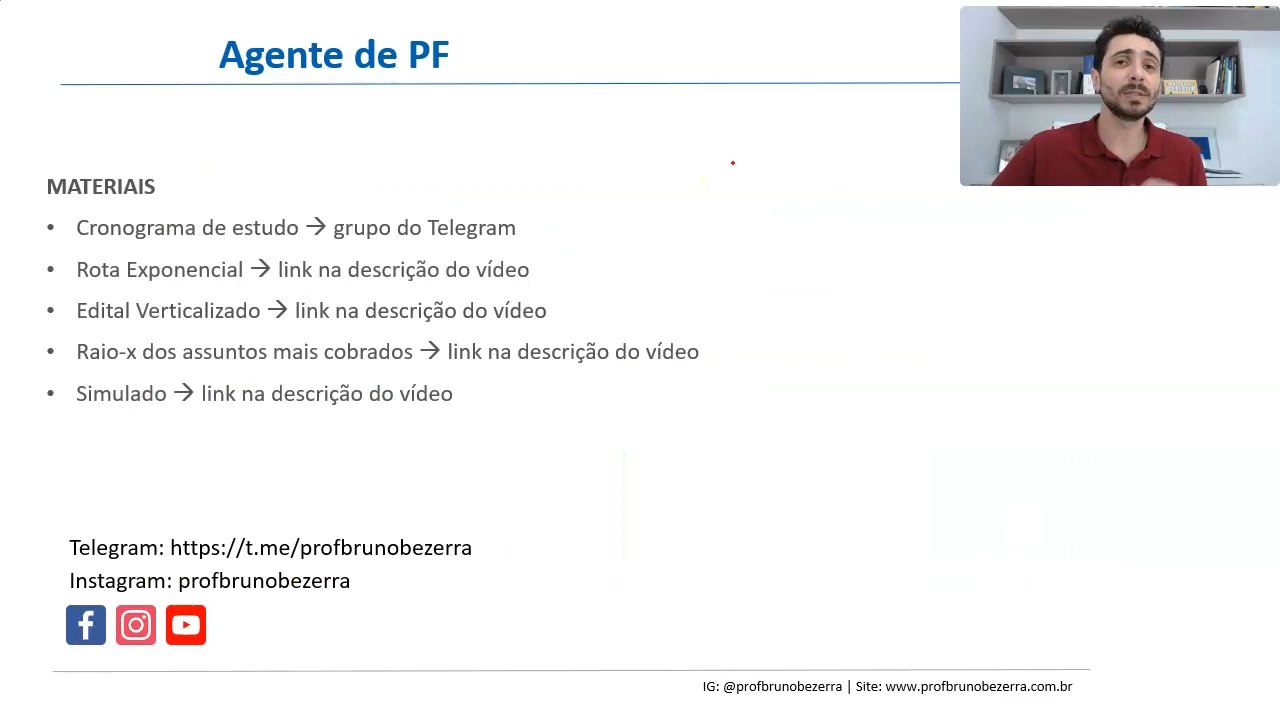 Agente de PF
MATERIAIS
• Cronograma de estudo → grupo do Telegram
• Rota Exponencial → link na descrição do vídeo
• Edital Verticalizado → link na descrição do vídeo
• Raio-x dos assuntos mais cobrados → link na descrição do vídeo
• Simulado → link na descrição do vídeo
Telegram: https://t.me/profbrunobezerra
Instagram: profbrunobezerra
IG: @profbrunobezerra | Site: www.profbrunobezerra.com.br